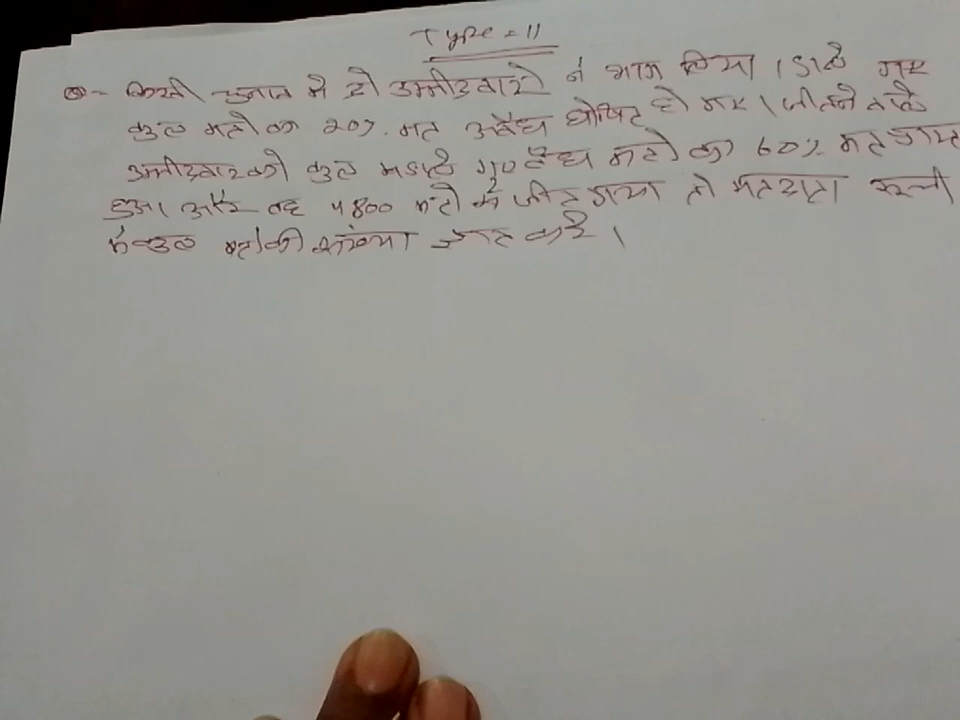 Type = 11
Q- किसी चुनाव मे दो उम्मीदवारो ने भाग लिया। डाले गए
कुल मतो का 20% मत अवैध घोषित हो गए। जीतने वाले
उम्मीदवार को कुल डाले गए वैध मतो का 60% मत प्राप्त
हुआ और वह 4800 मतो से जीत गया तो मतदाता सूची
मे कुल मतो की संख्या ज्ञात करे।